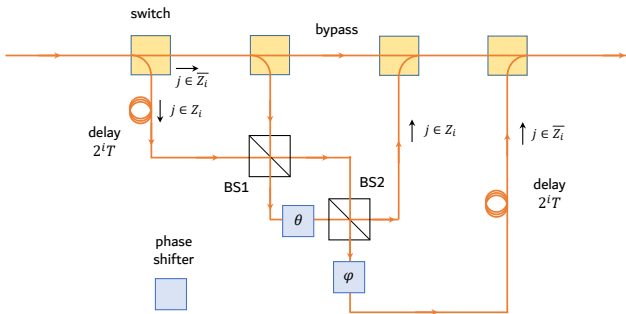 switch
bypass
j ∈ Z̅ᵢ
j ∈ Zᵢ
j ∈ Zᵢ
j ∈ Z̅ᵢ
delay
2ⁱT
BS1
BS2
delay
2ⁱT
θ
phase
shifter
φ